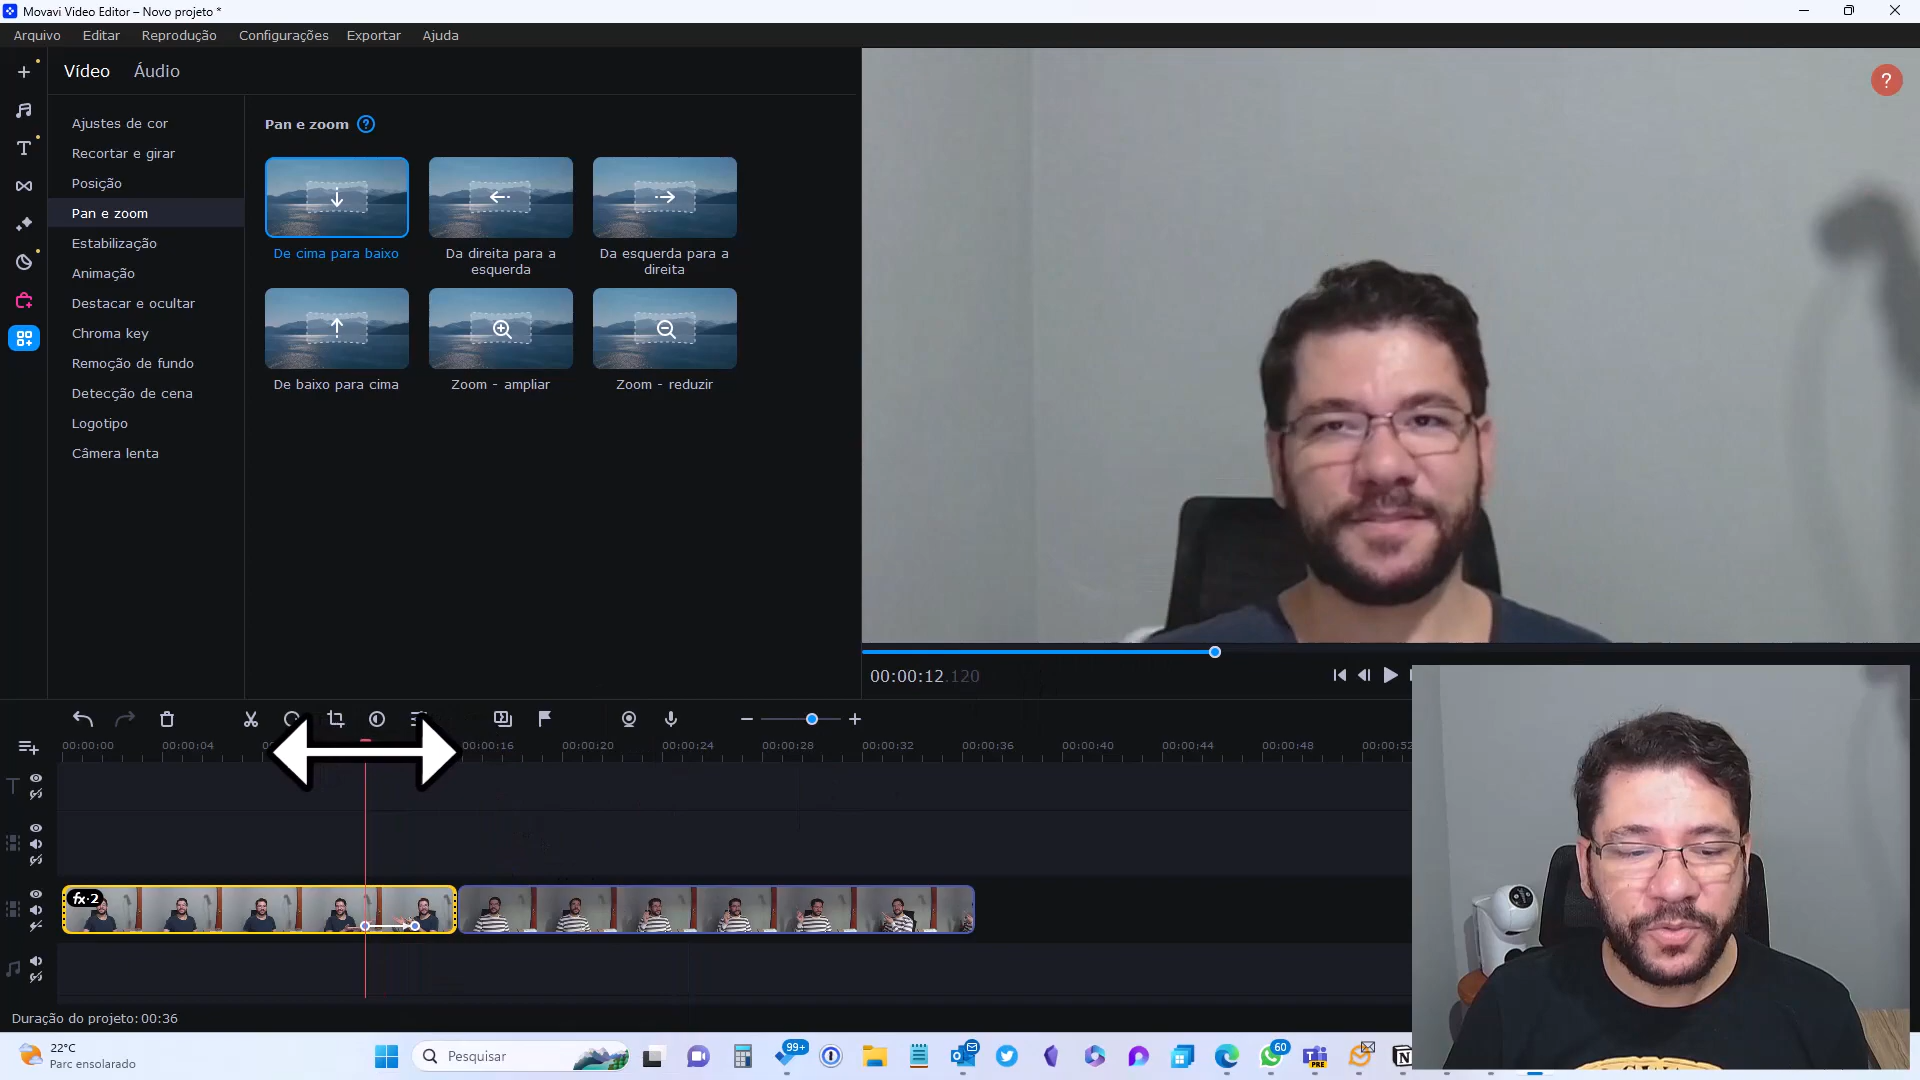 Movavi Video Editor – Novo projeto *
Arquivo Editar Reprodução Configurações Exportar Ajuda
Vídeo Áudio
Ajustes de cor
Recortar e girar
Posição
Pan e zoom
Estabilização
Animação
Destacar e ocultar
Chroma key
Remoção de fundo
Detecção de cena
Logotipo
Câmera lenta
Pan e zoom ?
De cima para baixo
Da direita para a
esquerda
Da esquerda para a
direita
De baixo para cima
Zoom - ampliar
Zoom - reduzir
?
00:00:12.120
00:00:00 00:00:04 00:00:16 00:00:20 00:00:24 00:00:28 00:00:32 00:00:36 00:00:40 00:00:44 00:00:48 00:00:52
fx·2
Duração do projeto: 00:36
22°C
Parc ensolarado
Pesquisar
99+
60
PRE